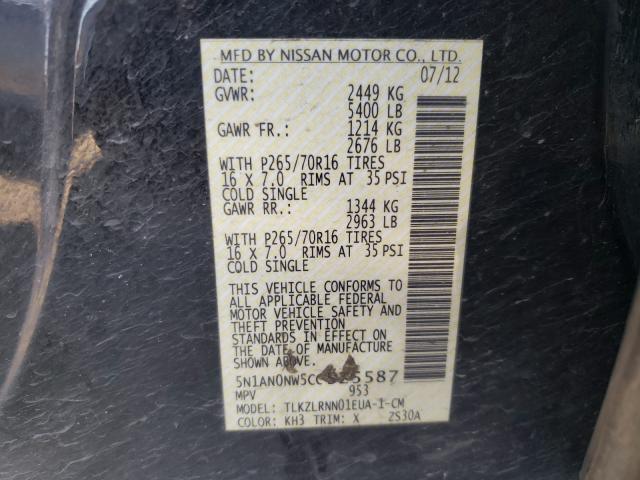 MFD BY NISSAN MOTOR CO., LTD.
DATE: 07/12
GVWR: 2449 KG
5400 LB
GAWR FR.: 1214 KG
2676 LB
WITH P265/70R16 TIRES
16 X 7.0 RIMS AT 35 PSI
COLD SINGLE
GAWR RR.: 1344 KG
2963 LB
WITH P265/70R16 TIRES
16 X 7.0 RIMS AT 35 PSI
COLD SINGLE
THIS VEHICLE CONFORMS TO
ALL APPLICABLE FEDERAL
MOTOR VEHICLE SAFETY AND
THEFT PREVENTION
STANDARDS IN EFFECT ON
THE DATE OF MANUFACTURE
SHOWN ABOVE.
MPV 953
MODEL: TLKZLRNN01EUA-I-CM
COLOR: KH3 TRIM: X 2S30A